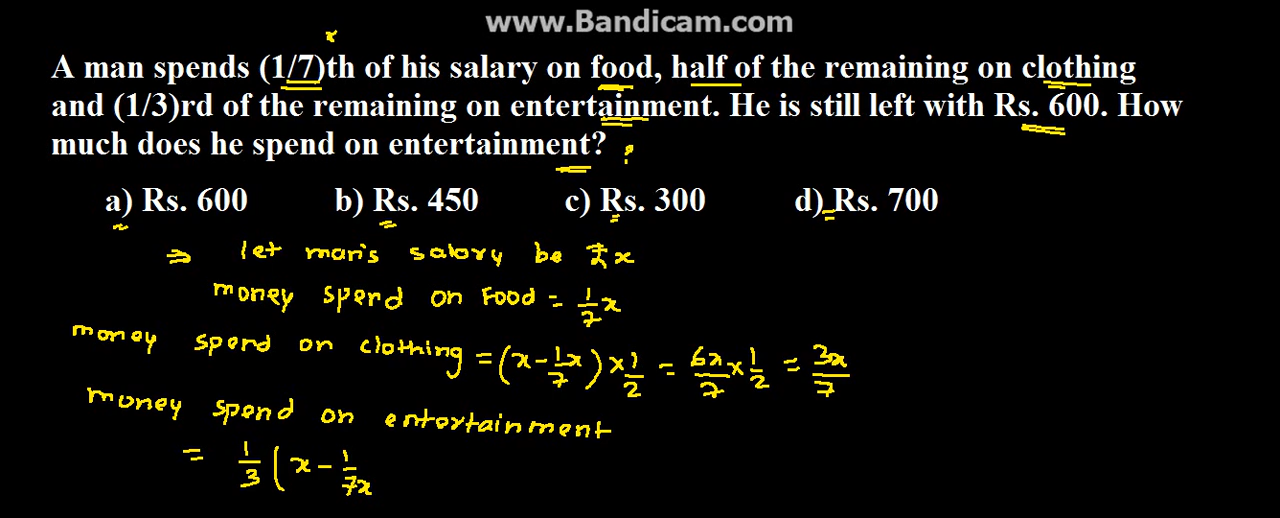 www.Bandicam.com
x
A man spends (1/7)th of his salary on food, half of the remaining on clothing
and (1/3)rd of the remaining on entertainment. He is still left with Rs. 600. How
much does he spend on entertainment? ?
a) Rs. 600 b) Rs. 450 c) Rs. 300 d) Rs. 700
⇒ let man's salary be ₹x
money spend on Food = 1/7 x
money spend on clothing = (x - 1/7 x) × 1/2 = 6x/7 × 1/2 = 3x/7
money spend on entertainment
= 1/3 (x - 1/7x